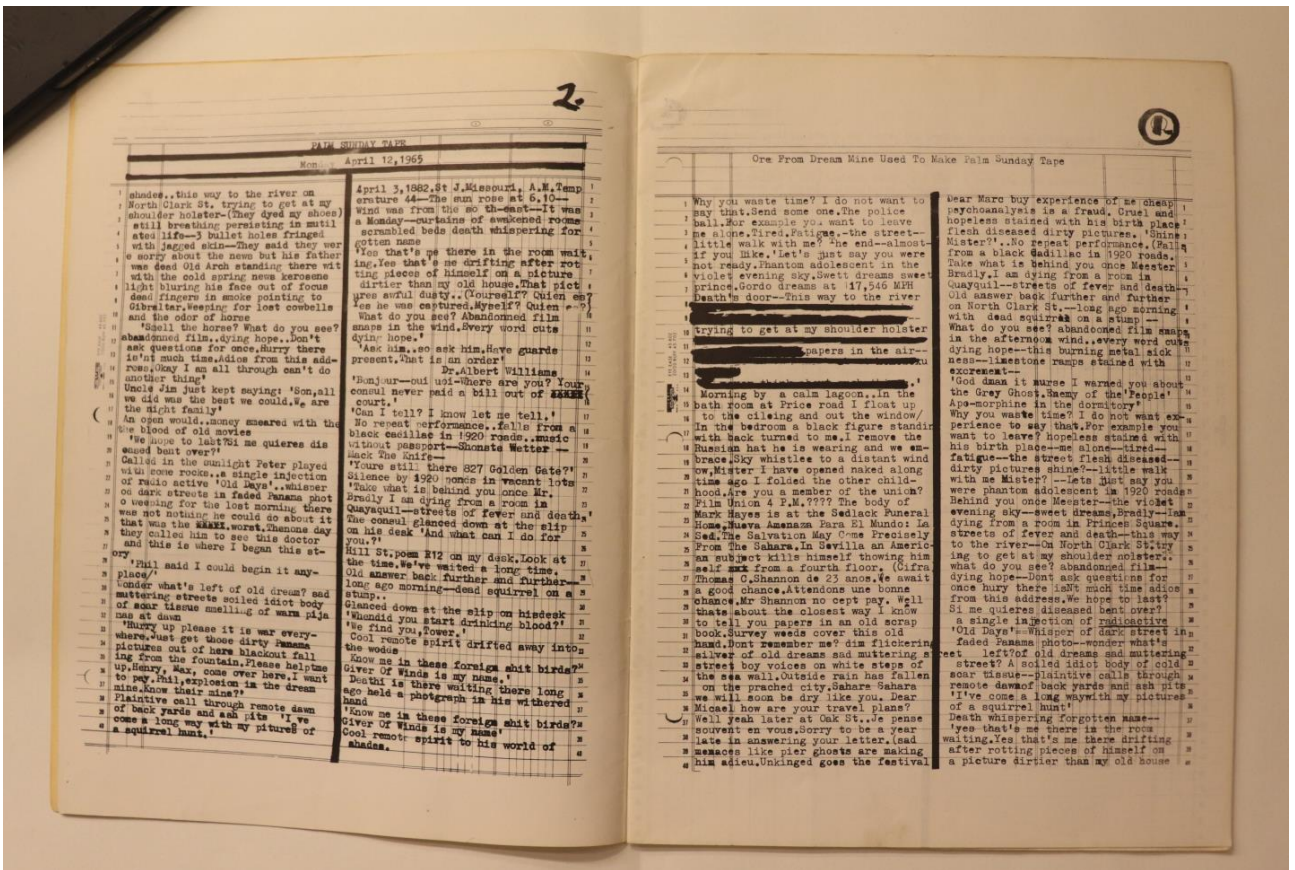 2.
PALM SUNDAY TAPE
Monday April 12,1965
shades..this way to the river on
North Clark St. trying to get at my
shoulder holster-(They dyed my shoes)
still breathing persisting in mutil
ated life--3 bullet holes fringed
with jagged skin--They said they wer
e sorry about the news but his father
was dead Old Arch standing there wit
with the cold spring news kerosene
light bluring his face out of focus
dead fingers in smoke pointing to
Gibraltar.Weeping for lost cowbells
and the odor of horse
'Smell the horse? What do you see?
abandonned film..dying hope..Don't
ask questions for once.Hurry there
is'nt much time.Adios from this add-
ress.Okay I am all through can't do
another thing'
Uncle Jim just kept saying: 'Son,all
we did was the best we could.We are
the night family'
An open would..money smeared with the
the blood of old movies
'We hope to last?Si me quieres dis
eased bent over?'
Called in the sunlight Peter played
with some rocks..a single injection
of radio active 'Old Days'..whisper
od dark streets in faded Panama phot
o weeping for the lost morning there
was not nothing he could do about it
that was the worst.Thenone day
they called him to see this doctor
and this is where I began this st-
ory
'Phil said I could begin it any-
place/'
Wonder what's left of old dream? sad
muttering streets soiled idiot body
of scar tissue smelling of warm pija
mas at dawn
'Hurry up please it is war every-
where.Just get those dirty Panama
pictures out of here blackout i fall
ing from the fountain.Please helpme
up,Henry, Max, come over here.I want
to pay.Phil,explosion in the dream
mine.Know their mine?'
Plaintive call through remote dawn
of back yards and ash pits 'I've
come a long way with my pitures of
a squirrel hunt.'
April 3,1882.St J.Missouri, A.M.Temp
erature 44--The sun rose at 6.10--
Wind was from the so th-east--It was
a Monday--curtains of awakened room
scrambled beds death whispering for
gotten name
'Yes that's me there in the room wait
ing.Yes that's me drifting after rot
ting pieces of himself on a picture
dirtier than my old house.That pict
ures awful dusty..(Yourself? Quien es?
'es he was captured.Myself? Quien es?)
What do you see? Abandonned film
snaps in the wind.Every word cuts
dying hope.'
'Ask him..so ask him.Have guards
present.That is an order'
Dr.Albert Williams
'Bonjour--oui uoi-Where are you? Your
consul never paid a bill out of
court.'
'Can I tell? I know let me tell.'
No repeat performance..falls from a
black cadillac in 1920 roads..music
without passport--Shonste Wetter --
Mack The Knife--
'Youre still there 827 Golden Gate?'
Silence by 1920 ponds in vacant lots
'Take what is behind you once Mr.
Bradly I am dying from a room in
Quayaquil--streets of fever and death,'
The consul glanced down at the slip
on his desk 'And what can I do for
you.?'
Hill St,poem R12 on my desk.Look at
the time.We've waited a long time.
Old answer back further and further--
long ago morning--dead squirrel on a
stump..
Glanced down at the slip on hisdesk
'Whendid you start drinking blood?'
'We find you,Tower.'
Cool remote spirit drifted away into
the wodds
Know me in these foreign shit birds?"
Giver Of Winds is my name.'
Deathi is there waiting there long
ago held a photgraph in his withered
hand
'Know me in these foreign shit birds?"
Giver Of Winds is my name'
Cool remotr spirit to his world of
shades.
R
Ore From Dream Mine Used To Make Palm Sunday Tape
Why you waste time? I do not want to
say that.Send some one.The police
ball.For example you want to leave
me alone.Tired.Fatigue.-the street--
little walk with me? The end--almost-
if you like.'Let's just say you were
not ready.Phantom adolescent in the
violet evening sky.Swett dreams sweet
prince.Gordo dreams at 17,546 MPH
Death's door--This way to the river
trying to get at my shoulder holster
papers in the air--
Morning by a calm lagoon..In the
bath room at Price road I float up
to the cileing and out the window/
In the bedroom a black figure standin
with back turned to me.I remove the
Russian hat he is wearing and we em-
brace.Sky whistlee to a distant wind
ow,Mister I have opened naked along
time ago I folded the other child-
hood.Are you a member of the union?
Film Union 4 P.M.???? The body of
Mark Hayes is at the Sedlack Funeral
Home,Nueva Amenaza Para El Mundo: La
Sed.The Salvation May Come Precisely
From The Sahara.In Sevilla an Americ-
an subject kills himself thowing him
self from a fourth floor. (Cifra
Thomas C.Shannon de 23 anos.We await
a good chance.Attendons une bonne
chance.Mr Shannon no cept pay. Well
thats about the closest way I know
to tell you papers in an old scrap
book.Survey weeds cover this old
hand.Dont remember me? dim flickering
silver of old dreams sad muttering s
street boy voices on white steps of
the sea wall.Outside rain has fallen
on the prached city.Sahare Sahara
we will soon be dry like you. Dear
Micael how are your travel plans?
Well yeah later at Oak St..Je pense
souvent en vous.Sorry to be a year
late in answering your letter.(sad
menaces like pier ghosts are making
him adieu.Unkinged goes the festival
Dear Marc buy experience of me cheap
psychoanalysis is a fraud. Cruel and
hopeless stained with his birth place
flesh diseased dirty pictures. 'Shine
Mister?'..No repeat performance.(Falls
from a black dadillac in 1920 roads.
Take what is behind you once Meester
Bradly.I am dying from a room in
Quayquil--streets of fever and death-
Old answer back further and further
on North Clark St.--long ago morning
with dead squirrel on a stump --
What do you see? abandooned film snaps
in the afternoon wind..every word cuts
dying hope--this burning metal sick
ness--limestone ramps stained with
excrement--
'God dman it nurse I warned you about
the Grey Ghost.Enemy of the'People'
Apo-morphine in the dormitory'
Why you waste time? I do not want ex-
perience to say that.For example you
want to leave? hopeless stained with
his birth place--me alone--tired--
fatigue--the street flesh diseased--
dirty pictures shine?--little walk
with me Mister? --Lets just say you
were phantom adolescent in 1920 roads
Behind you once Meester--the violet
evening sky--sweet dreams,Bradly--Iam
dying from a room in Princes Square.
streets of fever and death--this way
to the river--On North Clark St.try
ing to get at my shoulder nolster..
what do you see? abandonned film--
dying hope--Dont ask questions for
once hury there isNt much time adios
from this address.We hope to last?
Si me quieres diseased bent over?
a single injection of radioactive
'Old Days'--Whisper of dark street in
faded Panama photo--wonder what's
reet left?of old dreams sad muttering
street? A soiled idiot body of cold
scar tissue--plaintive calls through
remote dawnof back yards and ash pits
'I've come a long waywith my pictures
of a squirrel hunt'
Death whispering forgotten name--
'yes that's me there in the room
waiting.Yes that's me there drifting
after rotting pieces of himself on
a picture dirtier than my old house